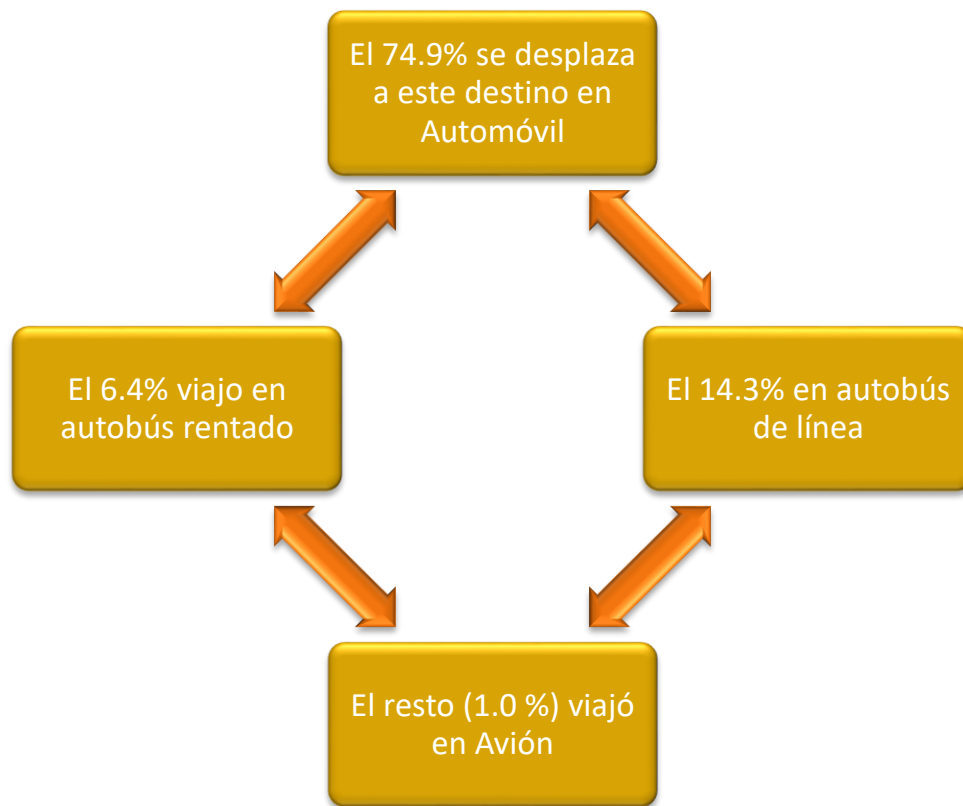 El 74.9% se desplaza
a este destino en
Automóvil
El 6.4% viajo en
autobús rentado
El 14.3% en autobús
de línea
El resto (1.0 %) viajó
en Avión